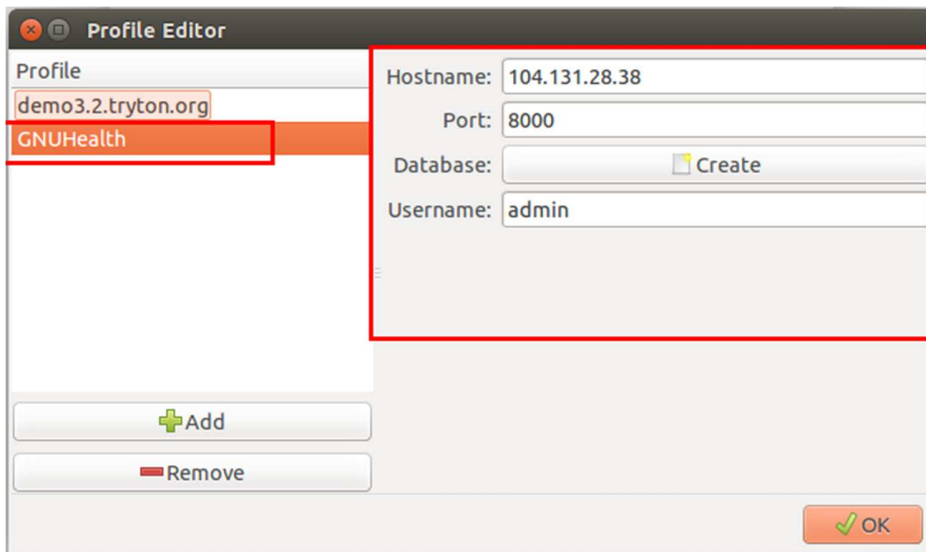 Profile Editor
Profile
demo3.2.tryton.org
GNUHealth
Add
Remove
Hostname: 104.131.28.38
Port: 8000
Database: Create
Username: admin
OK